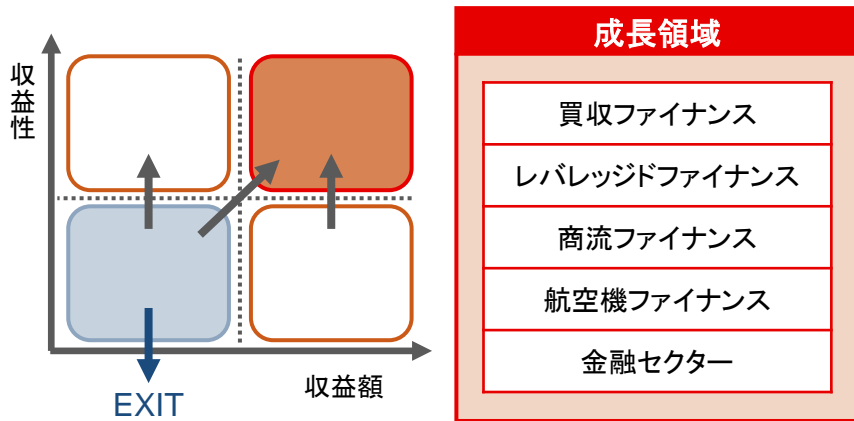 収益性
収益額
EXIT
成長領域
買収ファイナンス
レバレッジドファイナンス
商流ファイナンス
航空機ファイナンス
金融セクター